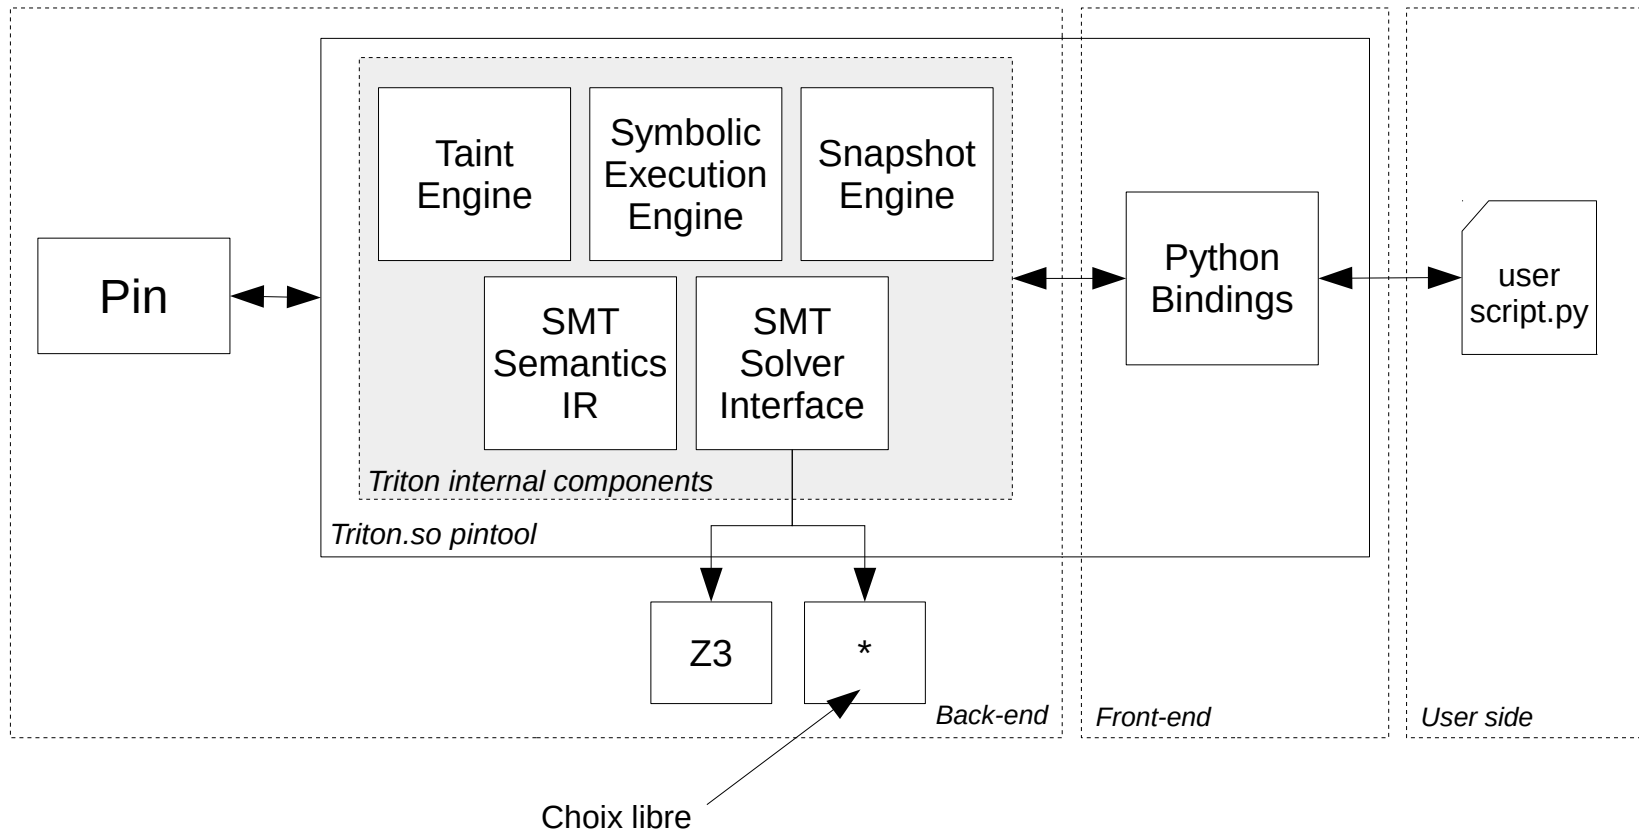 Taint
Engine
Symbolic
Execution
Engine
Snapshot
Engine
Pin
SMT
Semantics
IR
SMT
Solver
Interface
Python
Bindings
user
script.py
Triton internal components
Triton.so pintool
Z3
*
Back-end
Front-end
User side
Choix libre